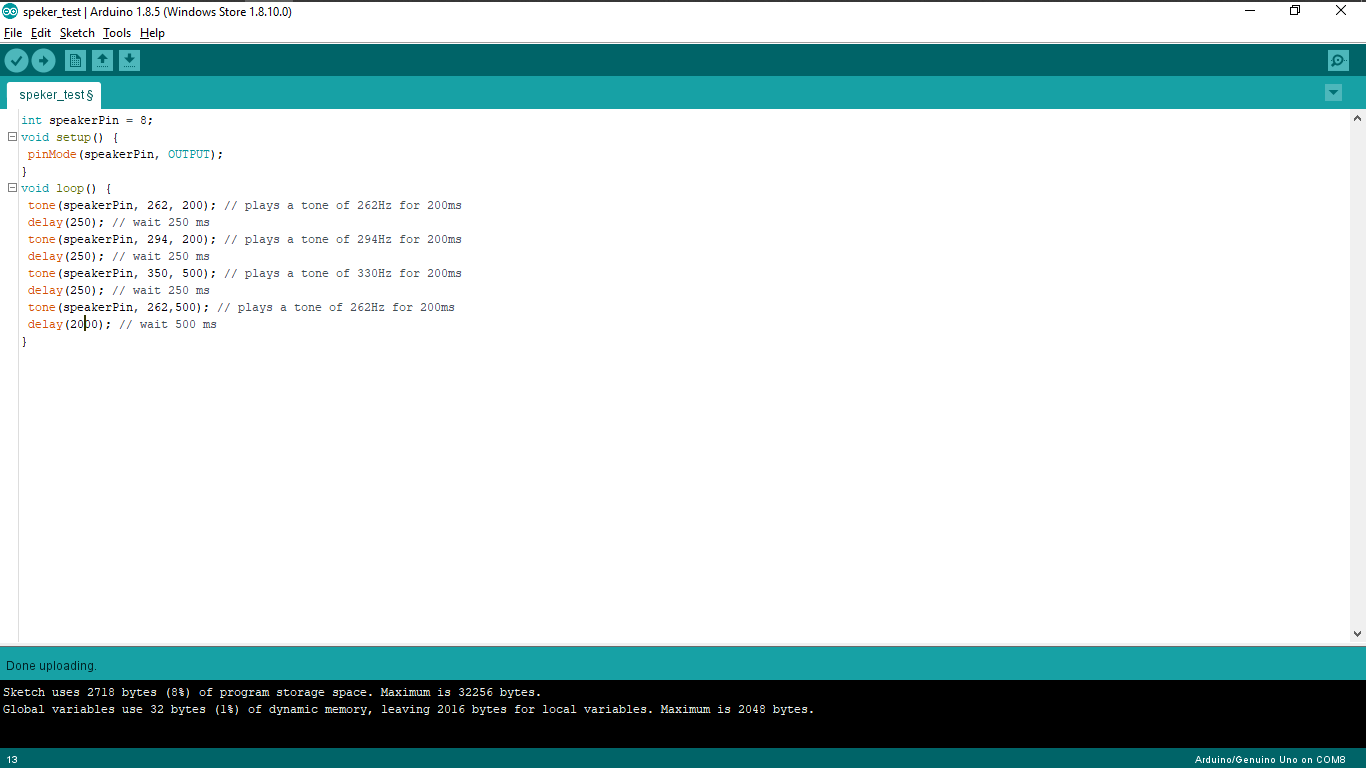 speker_test | Arduino 1.8.5 (Windows Store 1.8.10.0)
File Edit Sketch Tools Help
speker_test§
int speakerPin = 8;
void setup() {
pinMode(speakerPin, OUTPUT);
}
void loop() {
tone(speakerPin, 262, 200); // plays a tone of 262Hz for 200ms
delay(250); // wait 250 ms
tone(speakerPin, 294, 200); // plays a tone of 294Hz for 200ms
delay(250); // wait 250 ms
tone(speakerPin, 350, 500); // plays a tone of 330Hz for 200ms
delay(250); // wait 250 ms
tone(speakerPin, 262,500); // plays a tone of 262Hz for 200ms
delay(2000); // wait 500 ms
}
Done uploading.
Sketch uses 2718 bytes (8%) of program storage space. Maximum is 32256 bytes.
Global variables use 32 bytes (1%) of dynamic memory, leaving 2016 bytes for local variables. Maximum is 2048 bytes.
13 Arduino/Genuino Uno on COM8